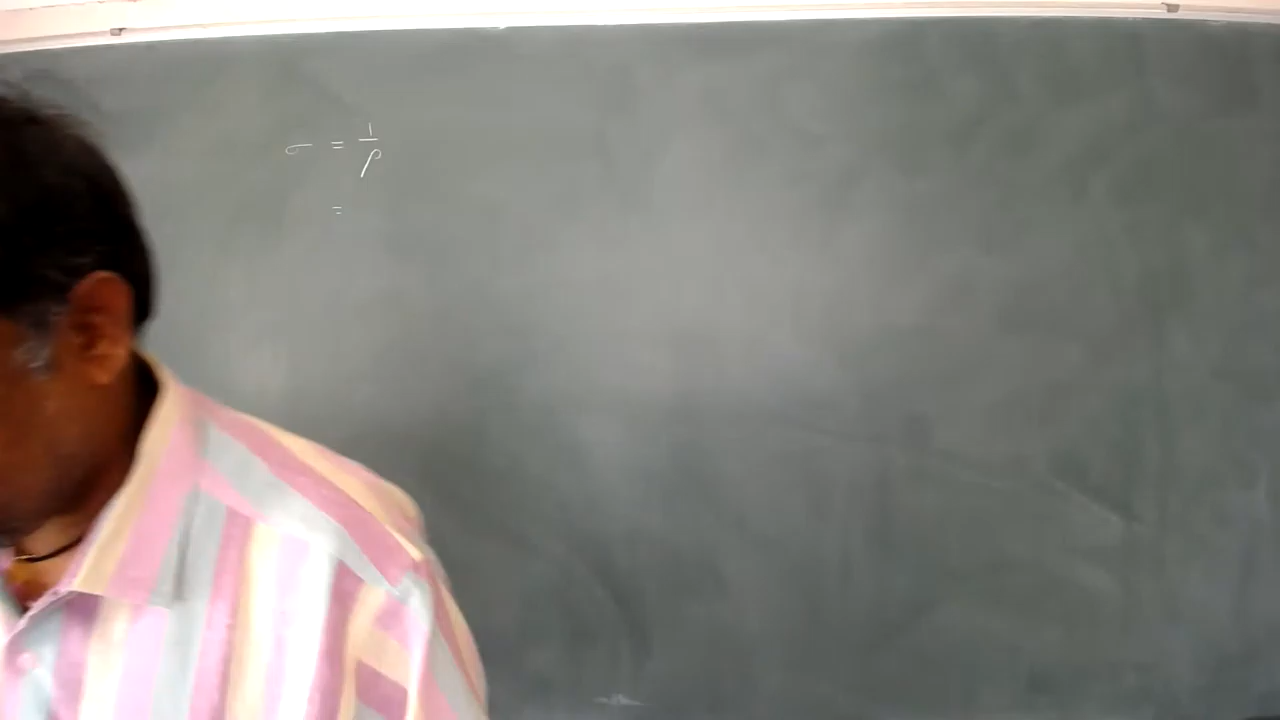 σ = 1/ρ
=